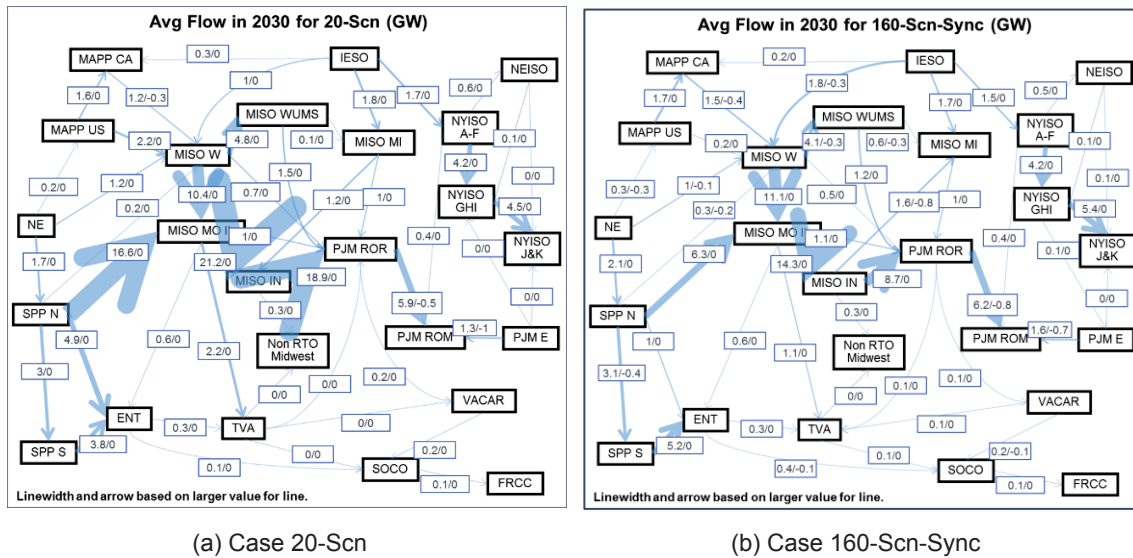 Avg Flow in 2030 for 20-Scn (GW)
MAPP CA
0.3/0
IESO
NEISO
1/0
1.6/0
1.2/-0.3
1.8/0
1.7/0
0.6/0
MAPP US
2.2/0
MISO WUMS
4.8/0
0.1/0
MISO MI
NYISO
A-F
0.1/0
MISO W
4.2/0
0.2/0
1.2/0
0.2/0
10.4/0
0.7/0
1.5/0
1.2/0
1/0
NYISO
GHI
4.5/0
0/0
NE
MISO MO IL
1/0
PJM ROR
0.4/0
0/0
NYISO
J&K
1.7/0
16.6/0
21.2/0
MISO IN
18.9/0
0/0
SPP N
0.3/0
5.9/-0.5
4.9/0
0.6/0
2.2/0
Non RTO
Midwest
PJM ROM
1.3/-1
PJM E
3/0
0/0
0/0
0.2/0
VACAR
ENT
0.3/0
TVA
0/0
SPP S
3.8/0
0/0
0.2/0
0.1/0
SOCO
0.1/0
FRCC
Linewidth and arrow based on larger value for line.
(a) Case 20-Scn
Avg Flow in 2030 for 160-Scn-Sync (GW)
MAPP CA
0.2/0
IESO
NEISO
1.8/-0.3
1.7/0
1.5/-0.4
1.7/0
1.5/0
0.5/0
MAPP US
0.2/0
MISO WUMS
4.1/-0.3
0.6/-0.3
MISO MI
NYISO
A-F
0.1/0
MISO W
4.2/0
0.1/0
0.3/-0.3
1/-0.1
0.3/-0.2
11.1/0
0.5/0
1.2/0
1.6/-0.8
1/0
NYISO
GHI
5.4/0
NE
MISO MO IL
1.1/0
PJM ROR
0.4/0
0.1/0
NYISO
J&K
2.1/0
6.3/0
14.3/0
MISO IN
8.7/0
0/0
SPP N
0.3/0
6.2/-0.8
1/0
0.6/0
1.1/0
Non RTO
Midwest
PJM ROM
1.6/-0.7
PJM E
3.1/-0.4
0/0
0.1/0
0.1/0
VACAR
ENT
0.3/0
TVA
0.1/0
SPP S
5.2/0
0.1/0
0.2/-0.1
0.4/-0.1
SOCO
0.1/0
FRCC
Linewidth and arrow based on larger value for line.
(b) Case 160-Scn-Sync